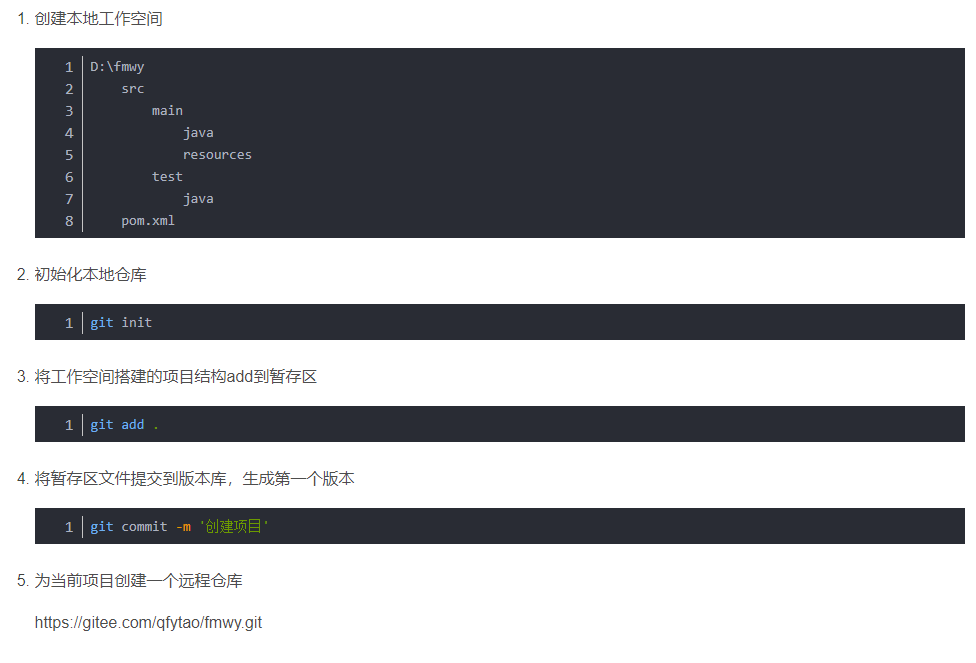 1. 创建本地工作空间
1 D:\fmwy
2 src
3 main
4 java
5 resources
6 test
7 java
8 pom.xml
2. 初始化本地仓库
1 git init
3. 将工作空间搭建的项目结构add到暂存区
1 git add .
4. 将暂存区文件提交到版本库，生成第一个版本
1 git commit -m '创建项目'
5. 为当前项目创建一个远程仓库
https://gitee.com/qfytao/fmwy.git